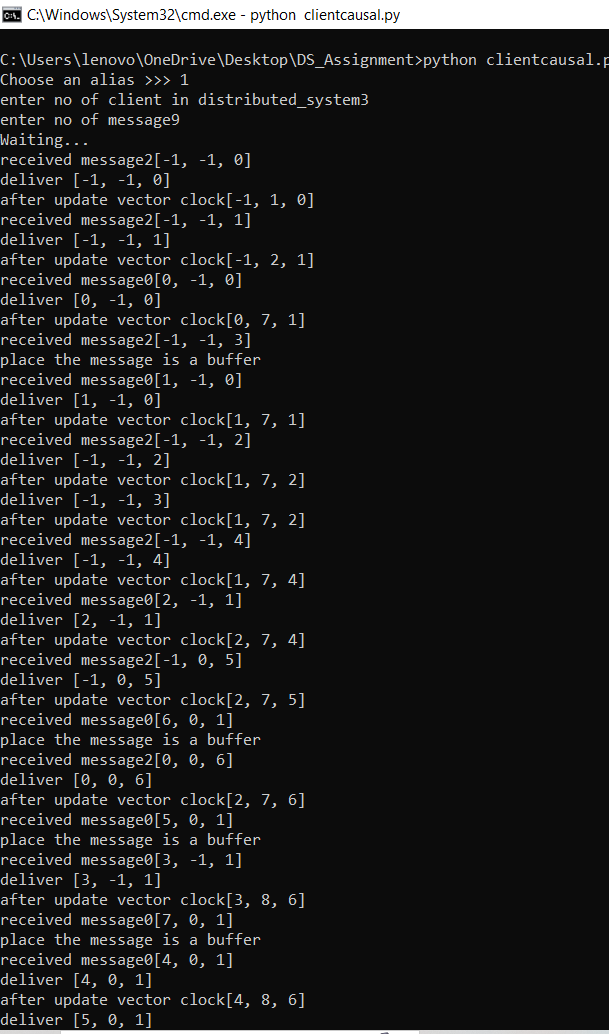 C:\Windows\System32\cmd.exe - python  clientcausal.py
C:\Users\lenovo\OneDrive\Desktop\DS_Assignment>python clientcausal.p
Choose an alias >>> 1
enter no of client in distributed_system3
enter no of message9
Waiting...
received message2[-1, -1, 0]
deliver [-1, -1, 0]
after update vector clock[-1, 1, 0]
received message2[-1, -1, 1]
deliver [-1, -1, 1]
after update vector clock[-1, 2, 1]
received message0[0, -1, 0]
deliver [0, -1, 0]
after update vector clock[0, 7, 1]
received message2[-1, -1, 3]
place the message is a buffer
received message0[1, -1, 0]
deliver [1, -1, 0]
after update vector clock[1, 7, 1]
received message2[-1, -1, 2]
deliver [-1, -1, 2]
after update vector clock[1, 7, 2]
deliver [-1, -1, 3]
after update vector clock[1, 7, 2]
received message2[-1, -1, 4]
deliver [-1, -1, 4]
after update vector clock[1, 7, 4]
received message0[2, -1, 1]
deliver [2, -1, 1]
after update vector clock[2, 7, 4]
received message2[-1, 0, 5]
deliver [-1, 0, 5]
after update vector clock[2, 7, 5]
received message0[6, 0, 1]
place the message is a buffer
received message2[0, 0, 6]
deliver [0, 0, 6]
after update vector clock[2, 7, 6]
received message0[5, 0, 1]
place the message is a buffer
received message0[3, -1, 1]
deliver [3, -1, 1]
after update vector clock[3, 8, 6]
received message0[7, 0, 1]
place the message is a buffer
received message0[4, 0, 1]
deliver [4, 0, 1]
after update vector clock[4, 8, 6]
deliver [5, 0, 1]